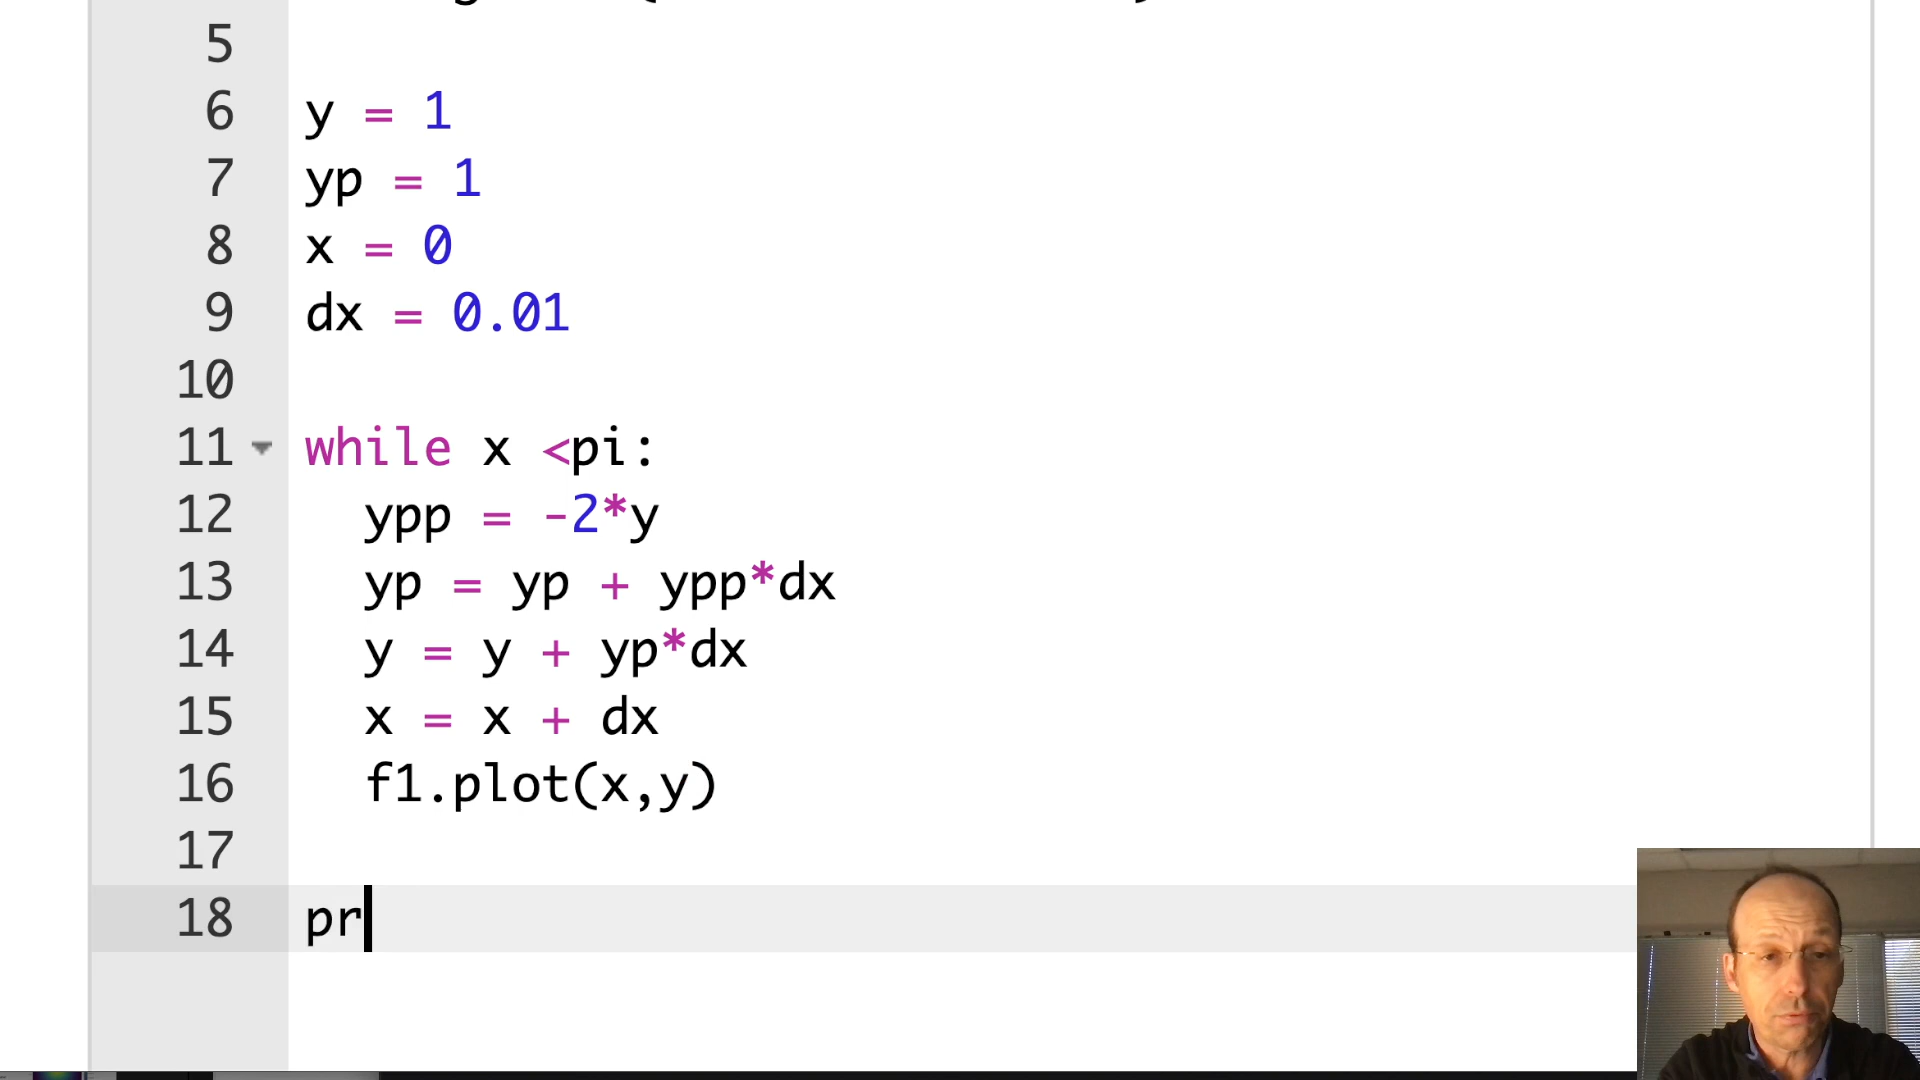 5
6 y = 1
7 yp = 1
8 x = 0
9 dx = 0.01
10
11 while x <pi:
12 ypp = -2*y
13 yp = yp + ypp*dx
14 y = y + yp*dx
15 x = x + dx
16 f1.plot(x,y)
17
18 pr